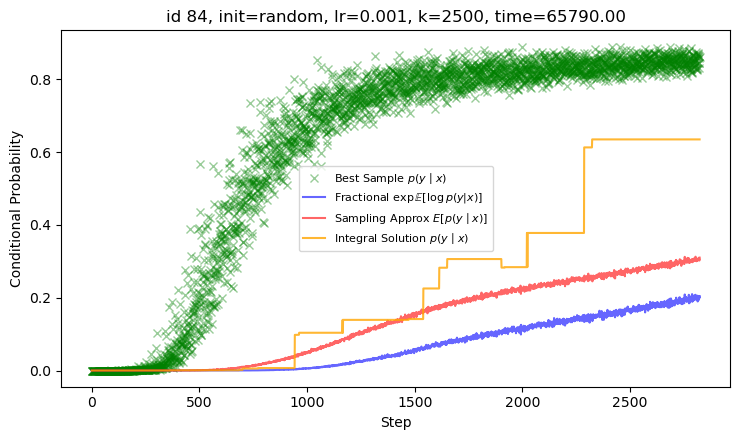 id 84, init=random, lr=0.001, k=2500, time=65790.00
Conditional Probability
0.8
0.6
0.4
0.2
0.0
Best Sample p(y | x)
Fractional exp𝔼[log p(y|x)]
Sampling Approx E[p(y | x)]
Integral Solution p(y | x)
0 500 1000 1500 2000 2500
Step